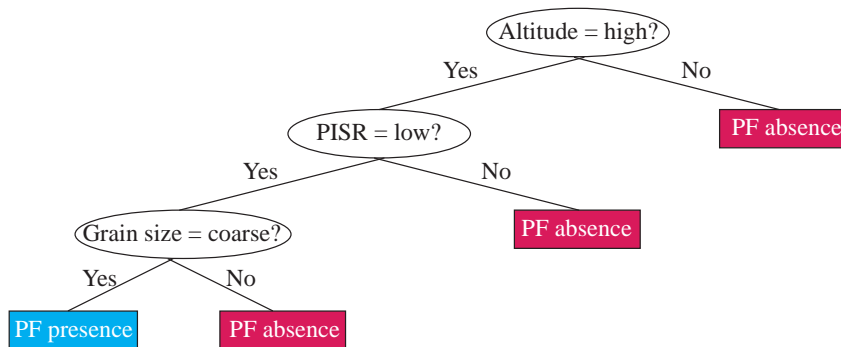 Altitude = high?
Yes
No
PISR = low?
PF absence
Yes
No
Grain size = coarse?
PF absence
Yes
No
PF presence
PF absence